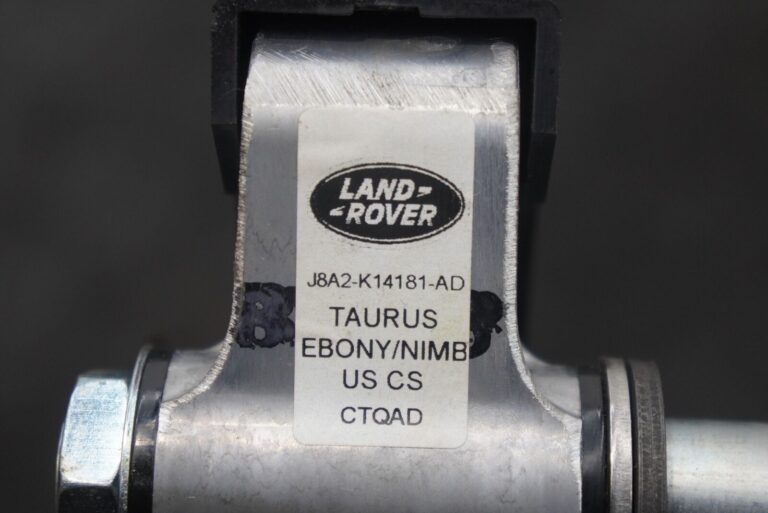 LAND-
-ROVER
J8A2-K14181-AD
TAURUS
EBONY/NIMB
US CS
CTQAD